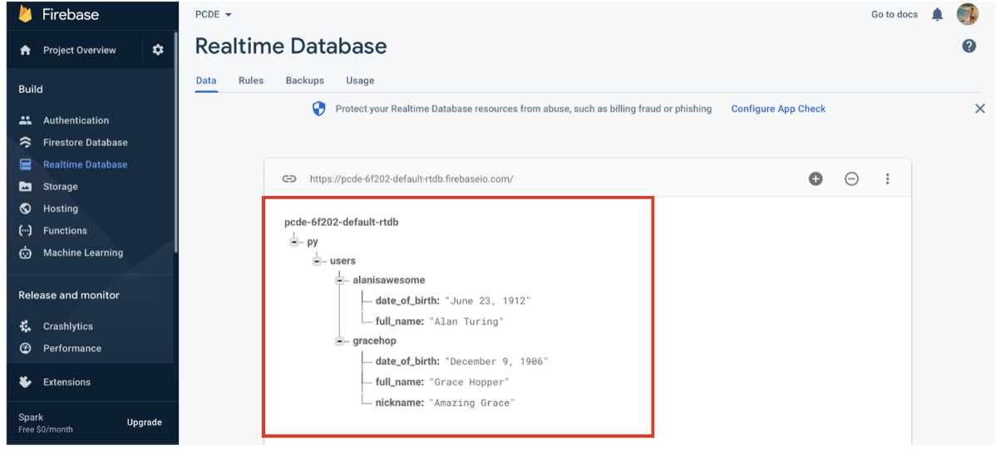 Firebase
Project Overview
Build
Authentication
Firestore Database
Realtime Database
Storage
Hosting
Functions
Machine Learning
Release and monitor
Crashlytics
Performance
Extensions
Spark
Free $0/month
Upgrade
PCDE
Go to docs
Realtime Database
Data Rules Backups Usage
Protect your Realtime Database resources from abuse, such as billing fraud or phishing Configure App Check
https://pcde-6f202-default-rtdb.firebaseio.com/
pcde-6f202-default-rtdb
py
users
alanisawesome
date_of_birth: "June 23, 1912"
full_name: "Alan Turing"
gracehop
date_of_birth: "December 9, 1906"
full_name: "Grace Hopper"
nickname: "Amazing Grace"